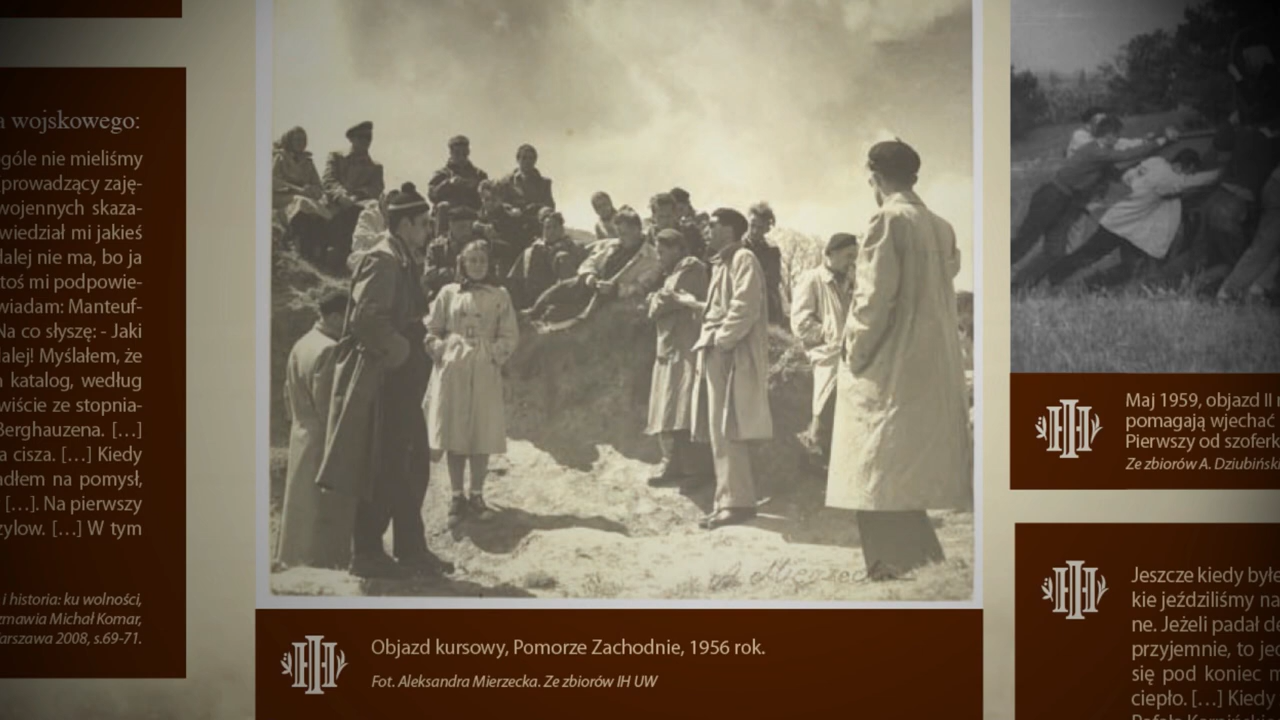 a wojskowego:
ogóle nie mieliśmy
prowadzący zaję-
wojennych skaza-
wiedział mi jakieś
dalej nie ma, bo ja
toś mi podpowie-
wiadam: Manteuf-
Na co słyszę: - Jaki
dalej! Myślałem, że
katalog, według
wiście ze stopnia-
Berghauzena. […]
a cisza. […] Kiedy
adłem na pomysł,
[…]. Na pierwszy
zylow. […] W tym
i historia: ku wolności,
zmawia Michał Komar,
Warszawa 2008, s.69-71.
A. Mierzecka
Objazd kursowy, Pomorze Zachodnie, 1956 rok.
Fot. Aleksandra Mierzecka. Ze zbiorów IH UW
Maj 1959, objazd II r
pomagają wjechać
Pierwszy od szoferk
Ze zbiorów A. Dziubińsk
Jeszcze kiedy byłe
kie jeździliśmy na
ne. Jeżeli padał de
przyjemnie, to jed
się pod koniec m
ciepło. […] Kiedy